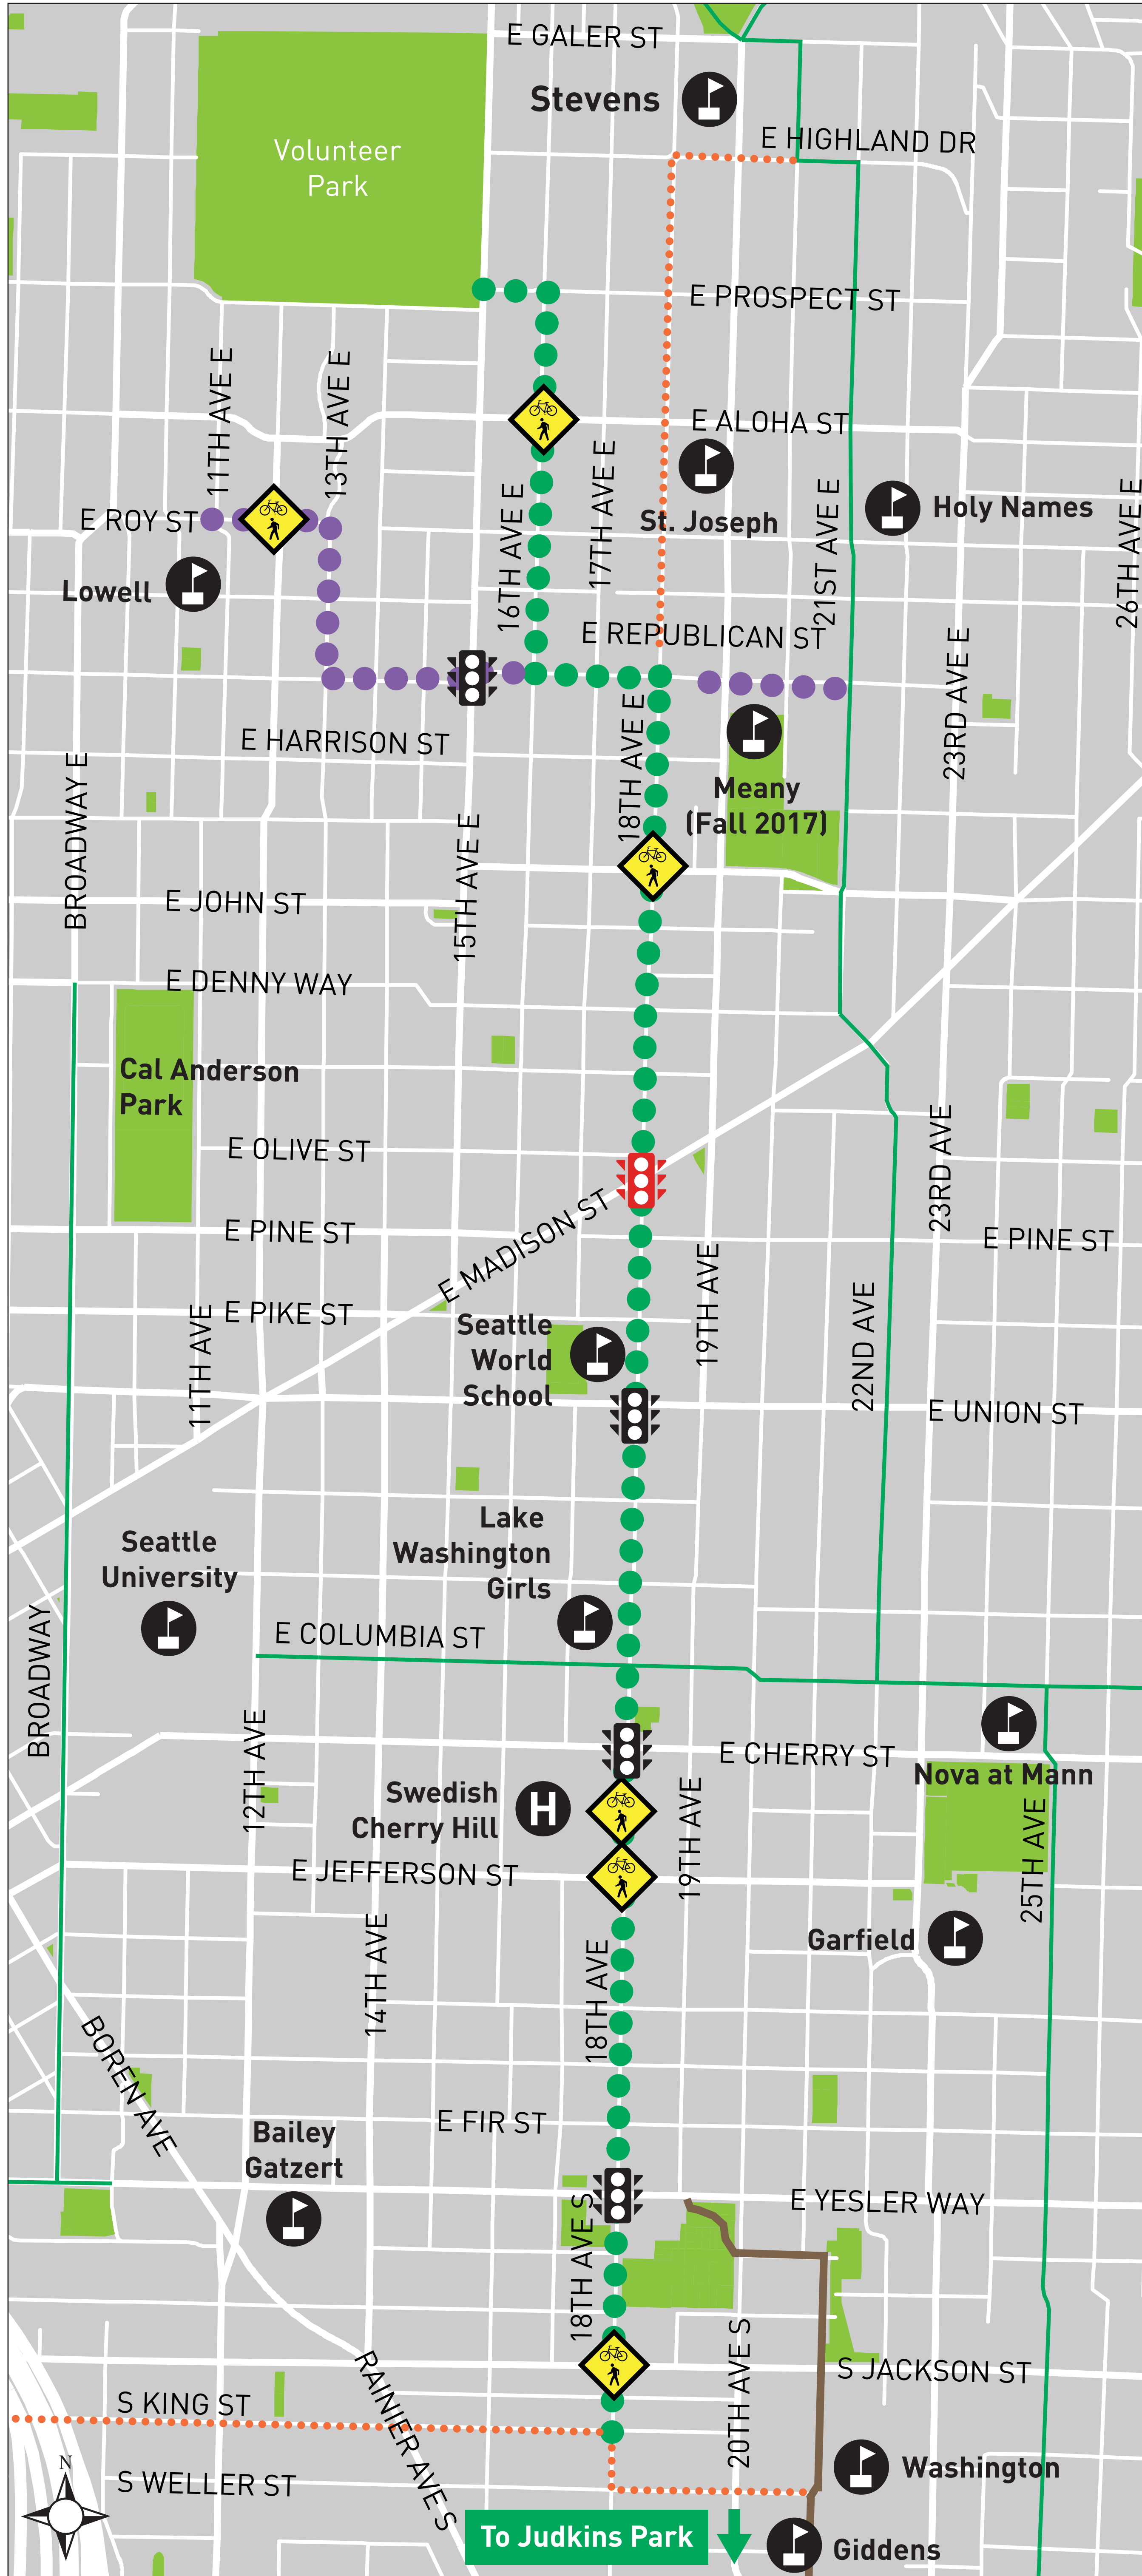 E GALER ST
Stevens
E HIGHLAND DR
Volunteer
Park
E PROSPECT ST
11TH AVE E
13TH AVE E
E ALOHA ST
17TH AVE E
16TH AVE E
St. Joseph
21ST AVE E
Holy Names
26TH AVE E
E ROY ST
Lowell
E REPUBLICAN ST
23RD AVE E
18TH AVE E
E HARRISON ST
BROADWAY E
Meany
(Fall 2017)
15TH AVE E
E JOHN ST
E DENNY WAY
Cal Anderson
Park
E OLIVE ST
23RD AVE
E PINE ST
E MADISON ST
E PINE ST
19TH AVE
22ND AVE
E PIKE ST
11TH AVE
Seattle
World
School
E UNION ST
Lake
Washington
Girls
Seattle
University
E COLUMBIA ST
BROADWAY
12TH AVE
E CHERRY ST
Nova at Mann
Swedish
Cherry Hill
H
19TH AVE
25TH AVE
E JEFFERSON ST
14TH AVE
18TH AVE
Garfield
BOREN AVE
E FIR ST
Bailey
Gatzert
E YESLER WAY
18TH AVE S
20TH AVE S
S JACKSON ST
RAINIER AVE S
S KING ST
N
S WELLER ST
Washington
To Judkins Park
Giddens